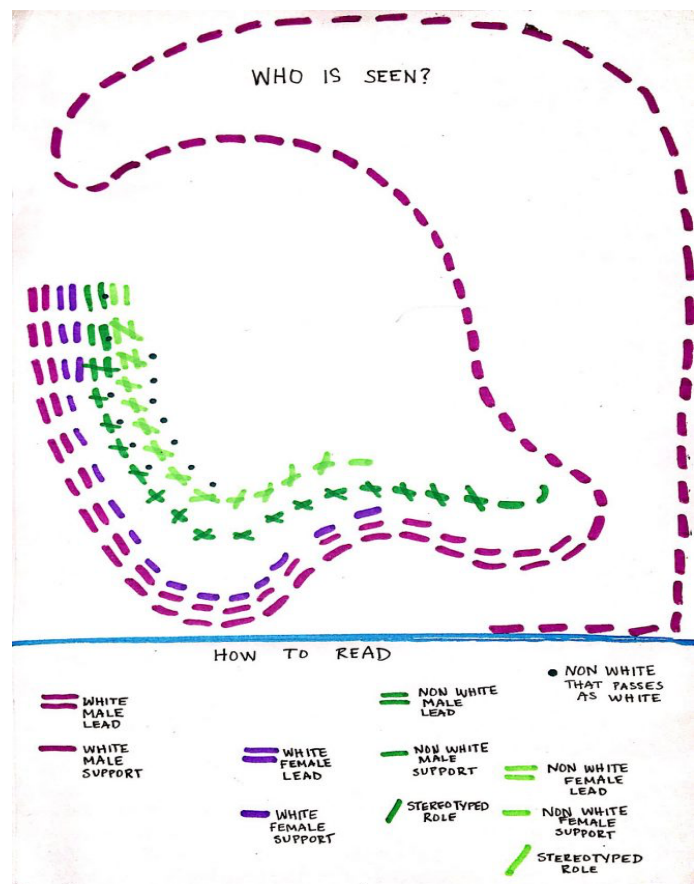 WHO IS SEEN?
HOW TO READ
WHITE
MALE
LEAD
WHITE
MALE
SUPPORT
WHITE
FEMALE
LEAD
WHITE
FEMALE
SUPPORT
NON WHITE
MALE
LEAD
NON WHITE
MALE
SUPPORT
STEREOTYPED
ROLE
NON WHITE
THAT PASSES
AS WHITE
NON WHITE
FEMALE
LEAD
NON WHITE
FEMALE
SUPPORT
STEREOTYPED
ROLE